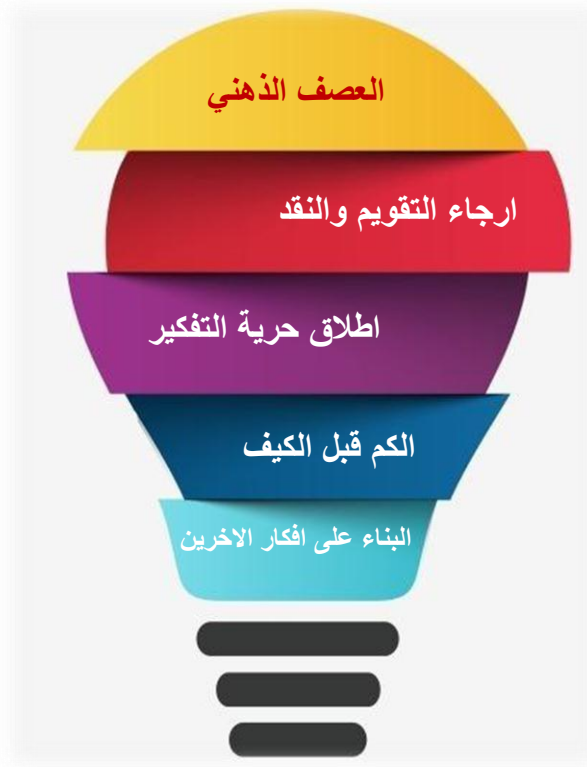 العصف الذهني
ارجاء التقويم والنقد
اطلاق حرية التفكير
الكم قبل الكيف
البناء على افكار الاخرين